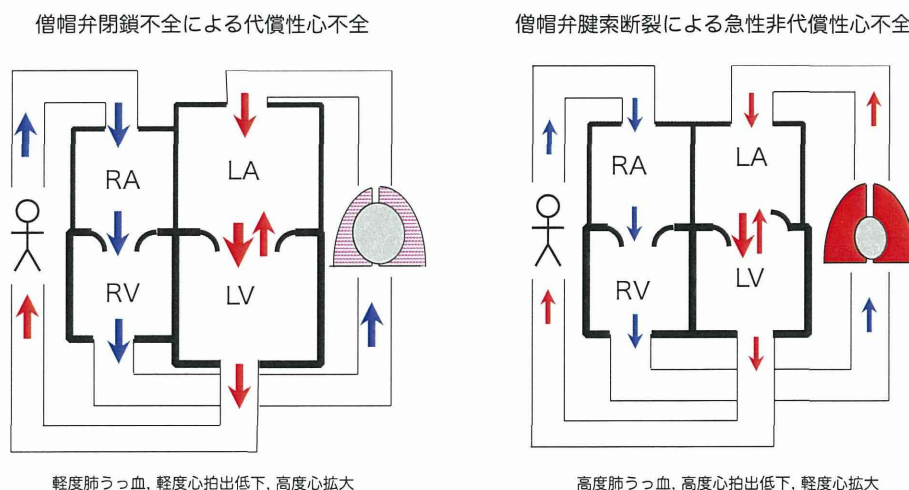 僧帽弁閉鎖不全による代償性心不全
RA
LA
RV
LV
軽度肺うっ血, 軽度心拍出低下, 高度心拡大
僧帽弁腱索断裂による急性非代償性心不全
RA
LA
RV
LV
高度肺うっ血, 高度心拍出低下, 軽度心拡大